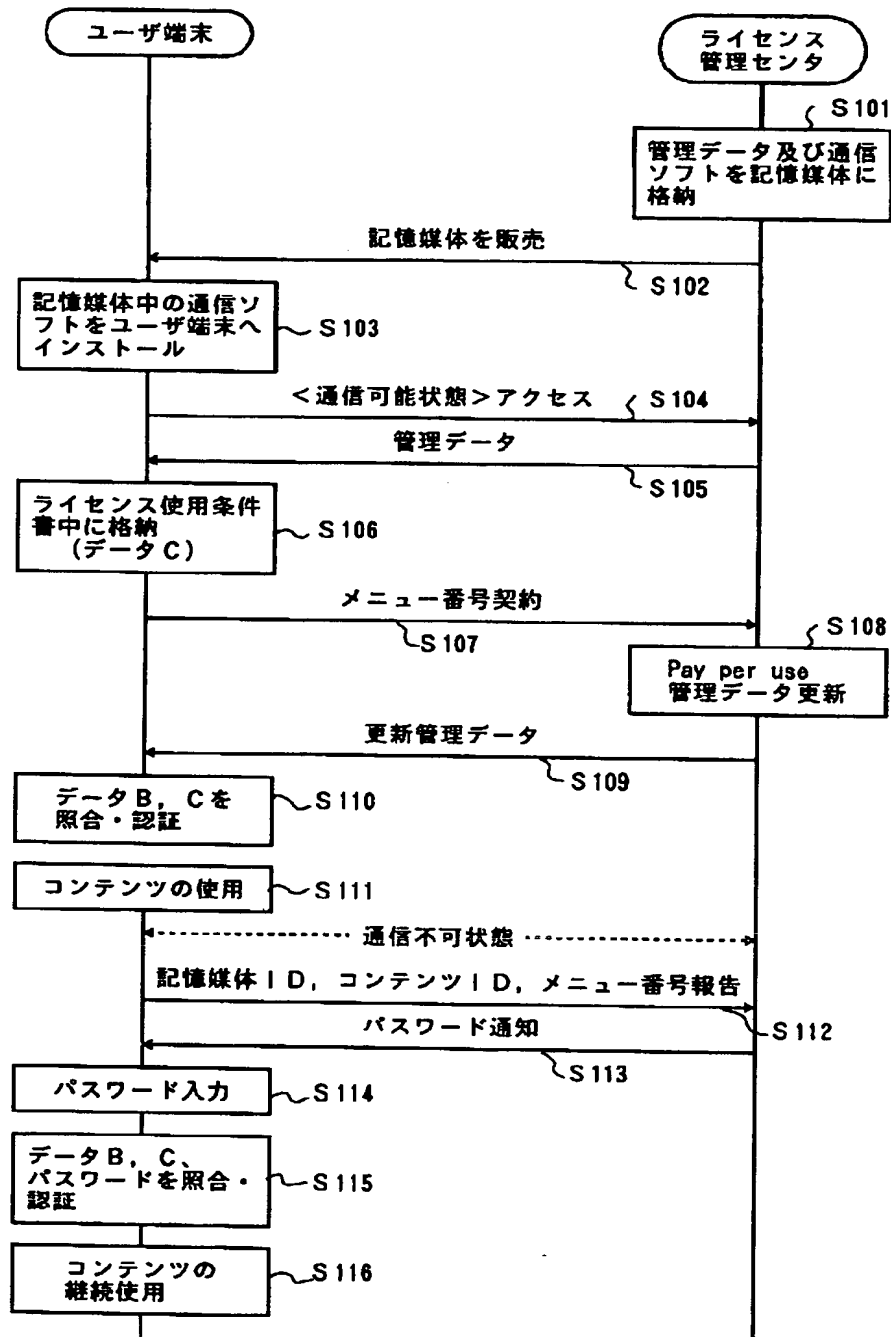 ユーザ端末
ライセンス
管理センタ
S101
管理データ及び通信
ソフトを記憶媒体に
格納
記憶媒体を販売
S102
記憶媒体中の通信ソ
フトをユーザ端末へ
インストール
S103
<通信可能状態>アクセス
S104
管理データ
S105
ライセンス使用条件
書中に格納
(データC)
S106
メニュー番号契約
S107
S108
Pay per use
管理データ更新
更新管理データ
S109
データB, Cを
照合・認証
S110
コンテンツの使用
S111
通信不可状態
記憶媒体ID, コンテンツID, メニュー番号報告
S112
パスワード通知
S113
パスワード入力
S114
データB, C、
パスワードを照合・
認証
S115
コンテンツの
継続使用
S116